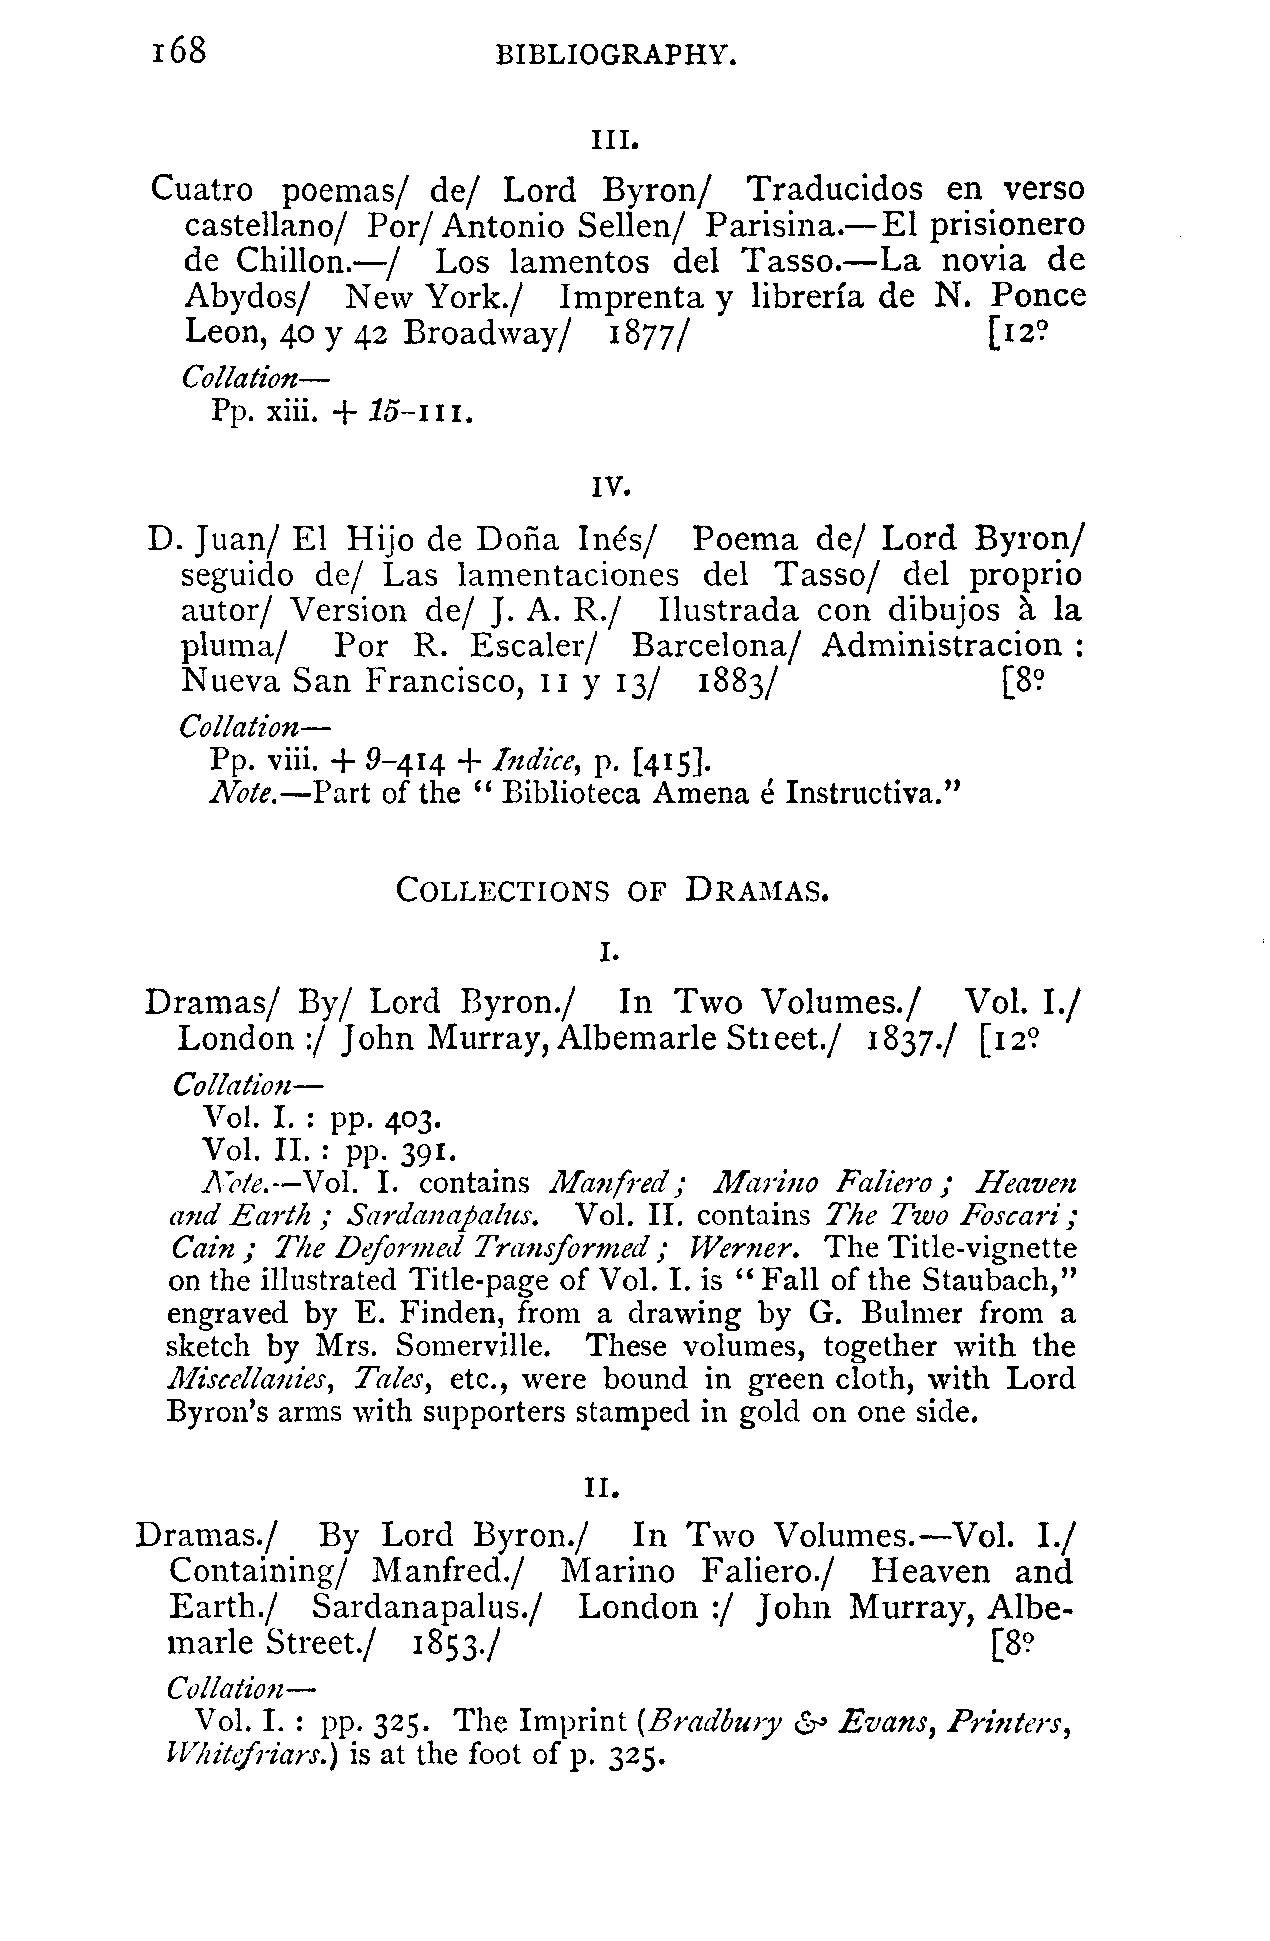 168 BIBLIOGRAPHY.
III.
Cuatro poemas/ de/ Lord Byron/ Traducidos en verso
castellano/ Por/ Antonio Sellen/ Parisina.—El prisionero
de Chillon.—/ Los lamentos del Tasso.—La novia de
Abydos/ New York./ Imprenta y librería de N. Ponce
Leon, 40 y 42 Broadway/ 1877/ [12º
Collation—
Pp. xiii. + 15-111.
IV.
D. Juan/ El Hijo de Doña Inés/ Poema de/ Lord Byron/
seguido de/ Las lamentaciones del Tasso/ del proprio
autor/ Version de/ J. A. R./ Ilustrada con dibujos à la
pluma/ Por R. Escaler/ Barcelona/ Administracion :
Nueva San Francisco, 11 y 13/ 1883/ [8º
Collation—
Pp. viii. + 9-414 + Indice, p. [415].
Note.—Part of the “ Biblioteca Amena é Instructiva.”
COLLECTIONS OF DRAMAS.
I.
Dramas/ By/ Lord Byron./ In Two Volumes./ Vol. I./
London :/ John Murray, Albemarle Street./ 1837./ [12º
Collation—
Vol. I. : pp. 403.
Vol. II. : pp. 391.
Note.—Vol. I. contains Manfred ; Marino Faliero ; Heaven
and Earth ; Sardanapalus. Vol. II. contains The Two Foscari ;
Cain ; The Deformed Transformed ; Werner. The Title-vignette
on the illustrated Title-page of Vol. I. is “ Fall of the Staubach,”
engraved by E. Finden, from a drawing by G. Bulmer from a
sketch by Mrs. Somerville. These volumes, together with the
Miscellanies, Tales, etc., were bound in green cloth, with Lord
Byron's arms with supporters stamped in gold on one side.
II.
Dramas./ By Lord Byron./ In Two Volumes.—Vol. I./
Containing/ Manfred./ Marino Faliero./ Heaven and
Earth./ Sardanapalus./ London :/ John Murray, Albe-
marle Street./ 1853./ [8º
Collation—
Vol. I. : pp. 325. The Imprint (Bradbury & Evans, Printers,
Whitefriars.) is at the foot of p. 325.